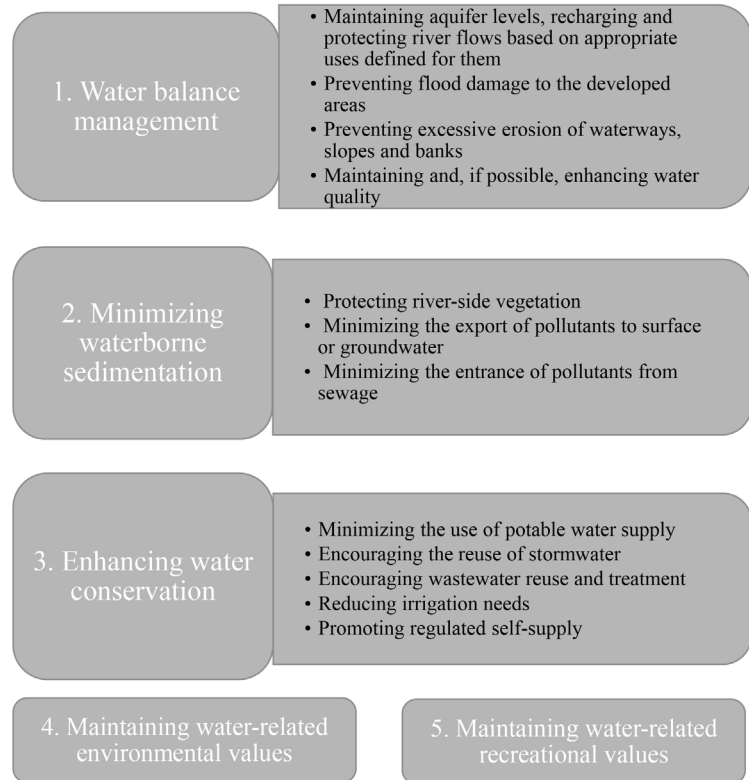 1. Water balance
management
• Maintaining aquifer levels, recharging and
protecting river flows based on appropriate
uses defined for them
• Preventing flood damage to the developed
areas
• Preventing excessive erosion of waterways,
slopes and banks
• Maintaining and, if possible, enhancing water
quality
2. Minimizing
waterborne
sedimentation
• Protecting river-side vegetation
• Minimizing the export of pollutants to surface
or groundwater
• Minimizing the entrance of pollutants from
sewage
3. Enhancing water
conservation
• Minimizing the use of potable water supply
• Encouraging the reuse of stormwater
• Encouraging wastewater reuse and treatment
• Reducing irrigation needs
• Promoting regulated self-supply
4. Maintaining water-related
environmental values
5. Maintaining water-related
recreational values